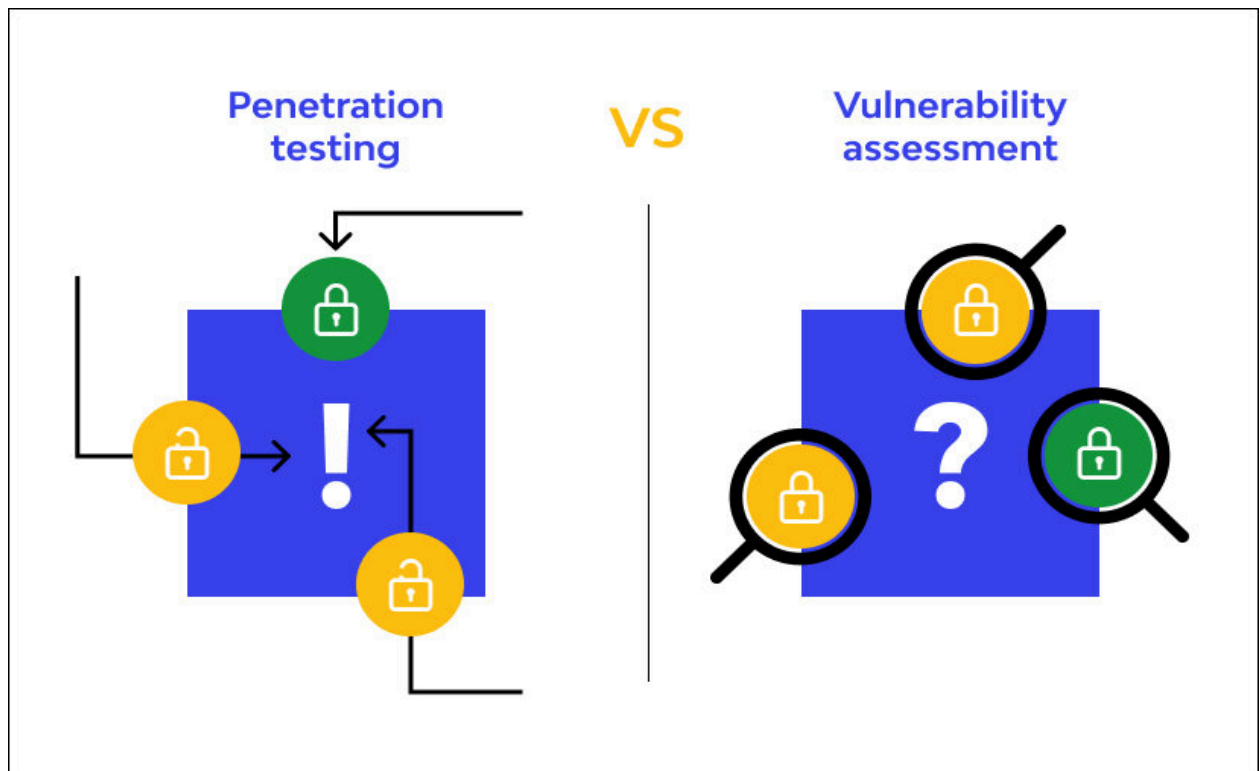 Penetration
testing
VS
Vulnerability
assessment
!
?